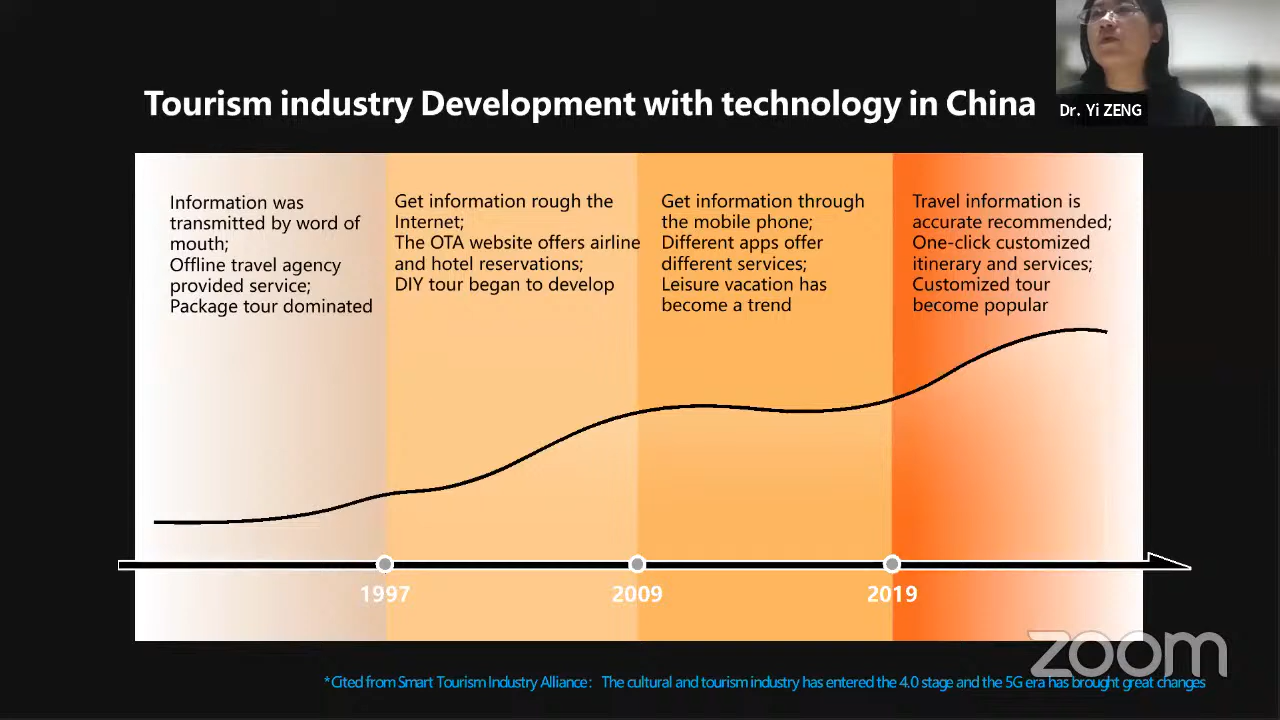 Tourism industry Development with technology in China
Dr. Yi ZENG
Information was
transmitted by word of
mouth;
Offline travel agency
provided service;
Package tour dominated
Get information rough the
Internet;
The OTA website offers airline
and hotel reservations;
DIY tour began to develop
Get information through
the mobile phone;
Different apps offer
different services;
Leisure vacation has
become a trend
Travel information is
accurate recommended;
One-click customized
itinerary and services;
Customized tour
become popular
1997
2009
2019
zoom
*Cited from Smart Tourism Industry Alliance： The cultural and tourism industry has entered the 4.0 stage and the 5G era has brought great changes